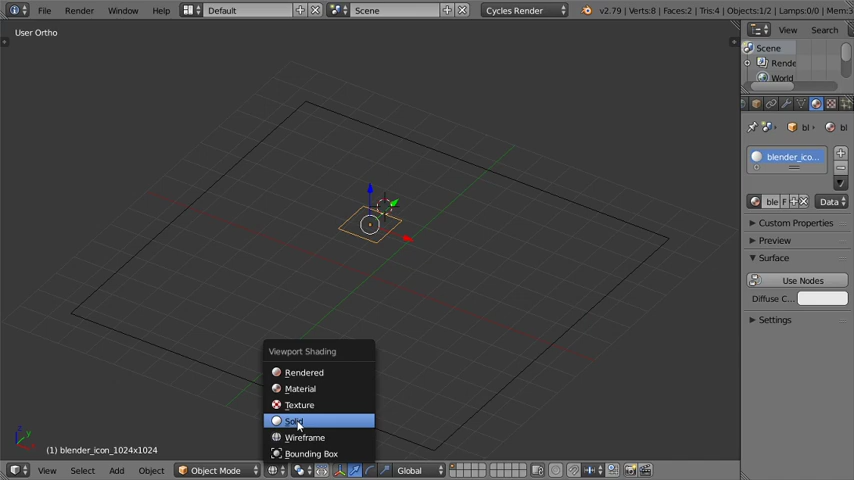 File Render Window Help Default Scene Cycles Render v2.79 | Verts:8 | Faces:2 | Tris:4 | Objects:1/2 | Lamps:0/0 | Mem:3
User Ortho
View Search
Scene
Rende
World
bl bl
blender_ico...
ble F Data
Custom Properties
Preview
Surface
Use Nodes
Diffuse C...
Settings
Viewport Shading
Rendered
Material
Texture
Solid
Wireframe
Bounding Box
(1) blender_icon_1024x1024
View Select Add Object Object Mode Global